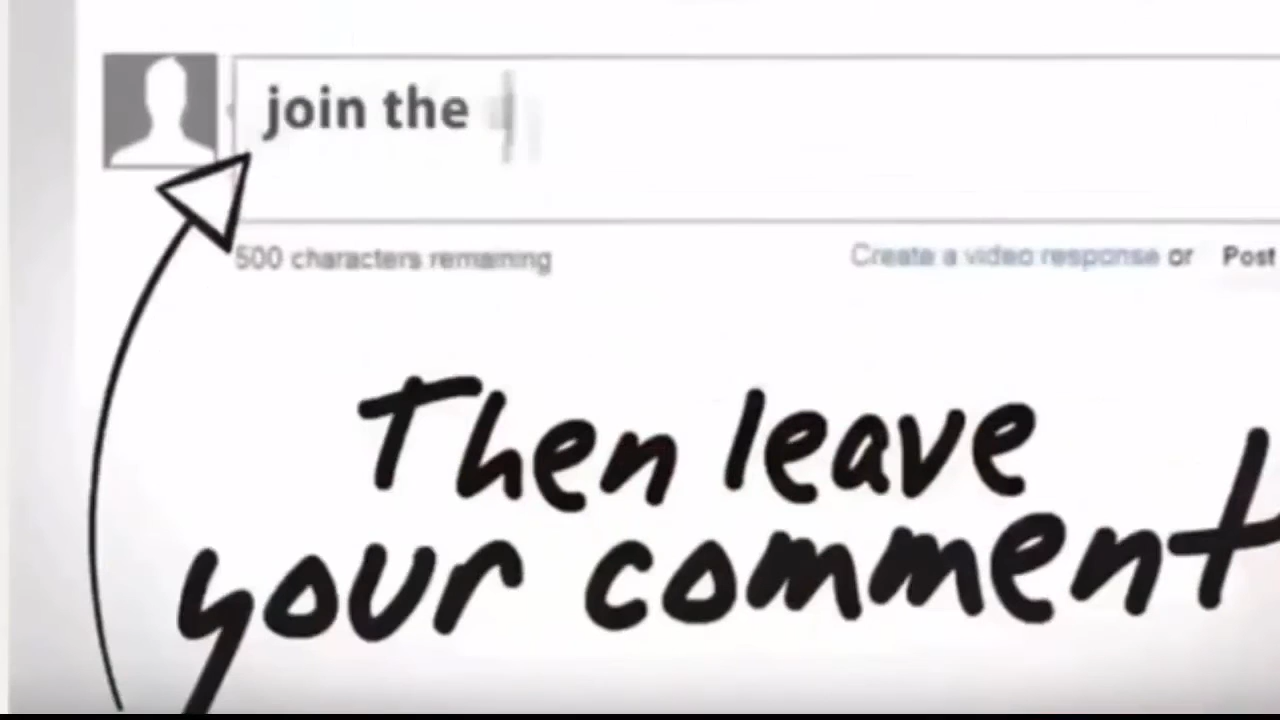 join the
500 characters remaining
Create a video response or Post
Then leave
your comment